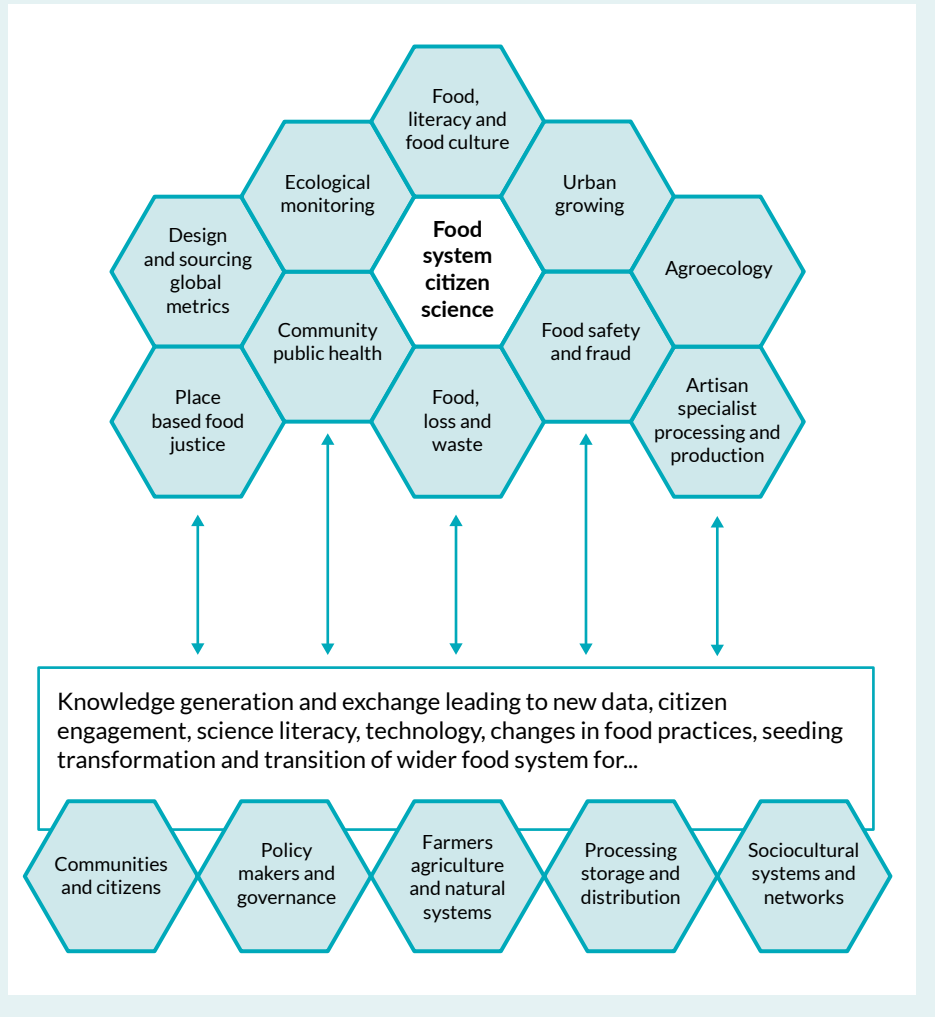 Food,
literacy and
food culture
Ecological
monitoring
Urban
growing
Design
and sourcing
global
metrics
Food
system
citizen
science
Agroecology
Community
public health
Food safety
and fraud
Place
based food
justice
Food,
loss and
waste
Artisan
specialist
processing and
production
Knowledge generation and exchange leading to new data, citizen
engagement, science literacy, technology, changes in food practices, seeding
transformation and transition of wider food system for...
Communities
and citizens
Policy
makers and
governance
Farmers
agriculture
and natural
systems
Processing
storage and
distribution
Sociocultural
systems and
networks